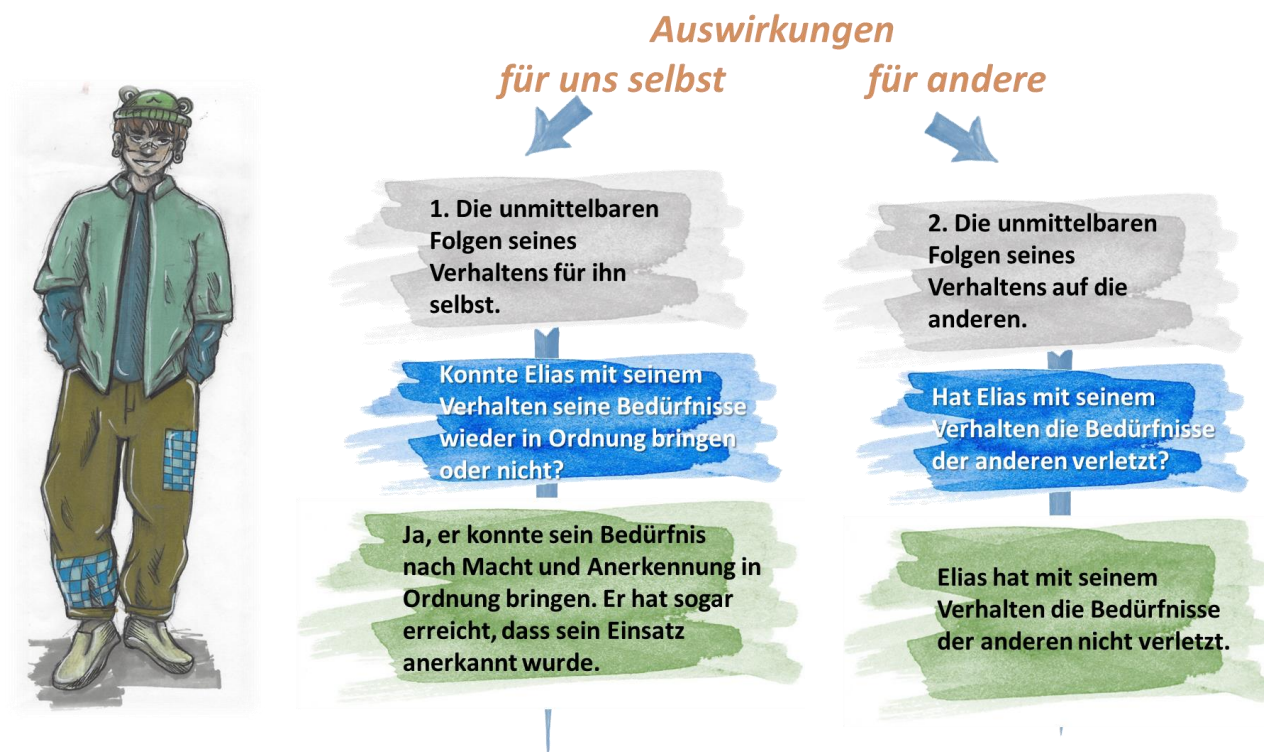 Auswirkungen
für uns selbst
für andere
1. Die unmittelbaren
Folgen seines
Verhaltens für ihn
selbst.
Konnte Elias mit seinem
Verhalten seine Bedürfnisse
wieder in Ordnung bringen
oder nicht?
Ja, er konnte sein Bedürfnis
nach Macht und Anerkennung in
Ordnung bringen. Er hat sogar
erreicht, dass sein Einsatz
anerkannt wurde.
2. Die unmittelbaren
Folgen seines
Verhaltens auf die
anderen.
Hat Elias mit seinem
Verhalten die Bedürfnisse
der anderen verletzt?
Elias hat mit seinem
Verhalten die Bedürfnisse
der anderen nicht verletzt.